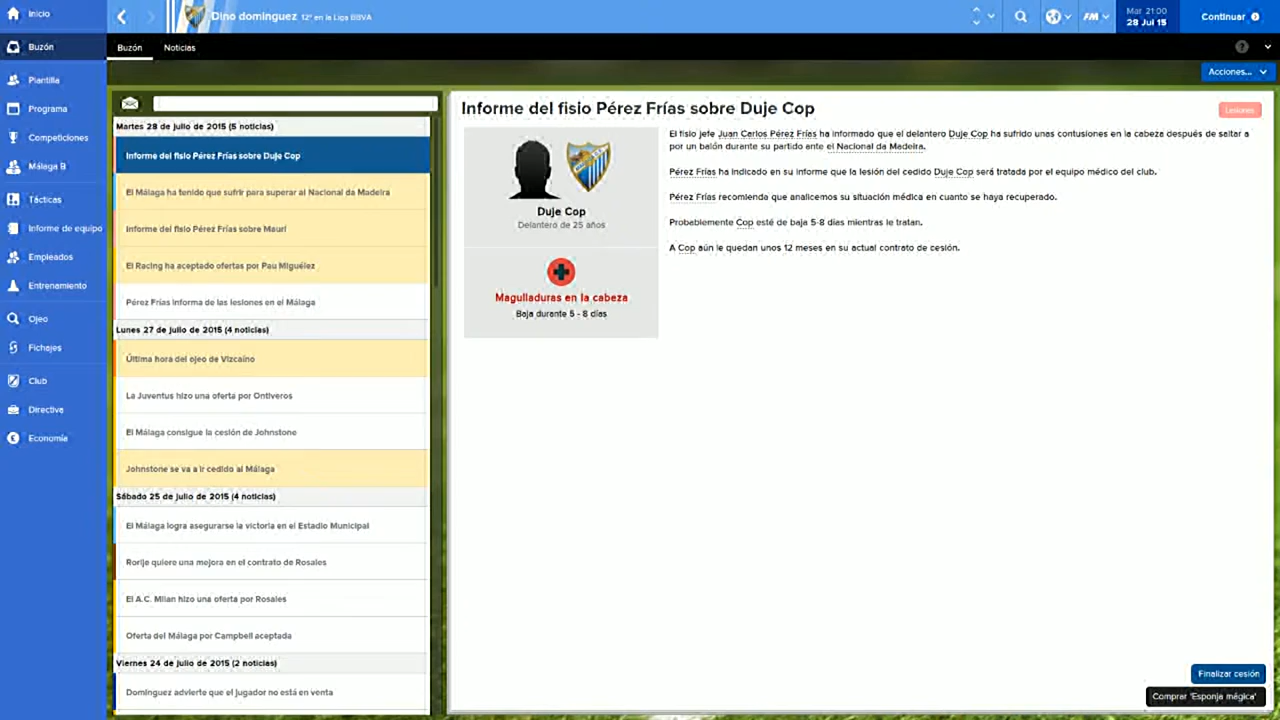 Inicio
Dino dominguez 12º en la Liga BBVA
Mar 21:00
28 Jul 15
Continuar
Buzón
Buzón Noticias
Acciones...
Plantilla
Programa
Competiciones
Málaga B
Tácticas
Informe de equipo
Empleados
Entrenamiento
Ojeo
Fichajes
Club
Directiva
Economía
Martes 28 de julio de 2015 (5 noticias)
Informe del fisio Pérez Frías sobre Duje Cop
El Málaga ha tenido que sufrir para superar al Nacional da Madeira
Informe del fisio Pérez Frías sobre Mauri
El Racing ha aceptado ofertas por Pau Miguélez
Pérez Frías informa de las lesiones en el Málaga
Lunes 27 de julio de 2015 (4 noticias)
Última hora del ojeo de Vizcaíno
La Juventus hizo una oferta por Ontiveros
El Málaga consigue la cesión de Johnstone
Johnstone se va a ir cedido al Málaga
Sábado 25 de julio de 2015 (4 noticias)
El Málaga logra asegurarse la victoria en el Estadio Municipal
Rorije quiere una mejora en el contrato de Rosales
El A.C. Milan hizo una oferta por Rosales
Oferta del Málaga por Campbell aceptada
Viernes 24 de julio de 2015 (2 noticias)
Domínguez advierte que el jugador no está en venta
Informe del fisio Pérez Frías sobre Duje Cop
Lesiones
Duje Cop
Delantero de 25 años
Magulladuras en la cabeza
Baja durante 5 - 8 días
El fisio jefe Juan Carlos Pérez Frías ha informado que el delantero Duje Cop ha sufrido unas contusiones en la cabeza después de saltar a
por un balón durante su partido ante el Nacional da Madeira.
Pérez Frías ha indicado en su informe que la lesión del cedido Duje Cop será tratada por el equipo médico del club.
Pérez Frías recomienda que analicemos su situación médica en cuanto se haya recuperado.
Probablemente Cop esté de baja 5-8 días mientras le tratan.
A Cop aún le quedan unos 12 meses en su actual contrato de cesión.
Finalizar cesión
Comprar 'Esponja mágica'